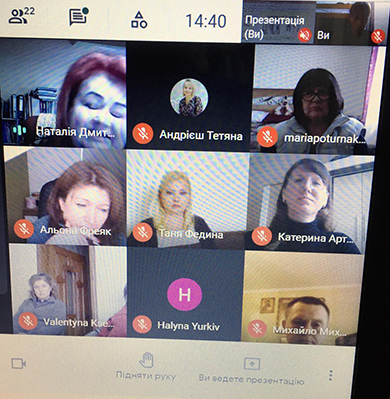 22
14:40
Презентація
(Ви)
Ви
Наталія Дмит...
Андрієш Тетяна
mariapoturnak...
Альона Фреяк
Таня Федина
Катерина Арт...
Valentyna Kse...
H
Halyna Yurkiv
Михайло Мих...
Підняти руку
Ви ведете презентацію